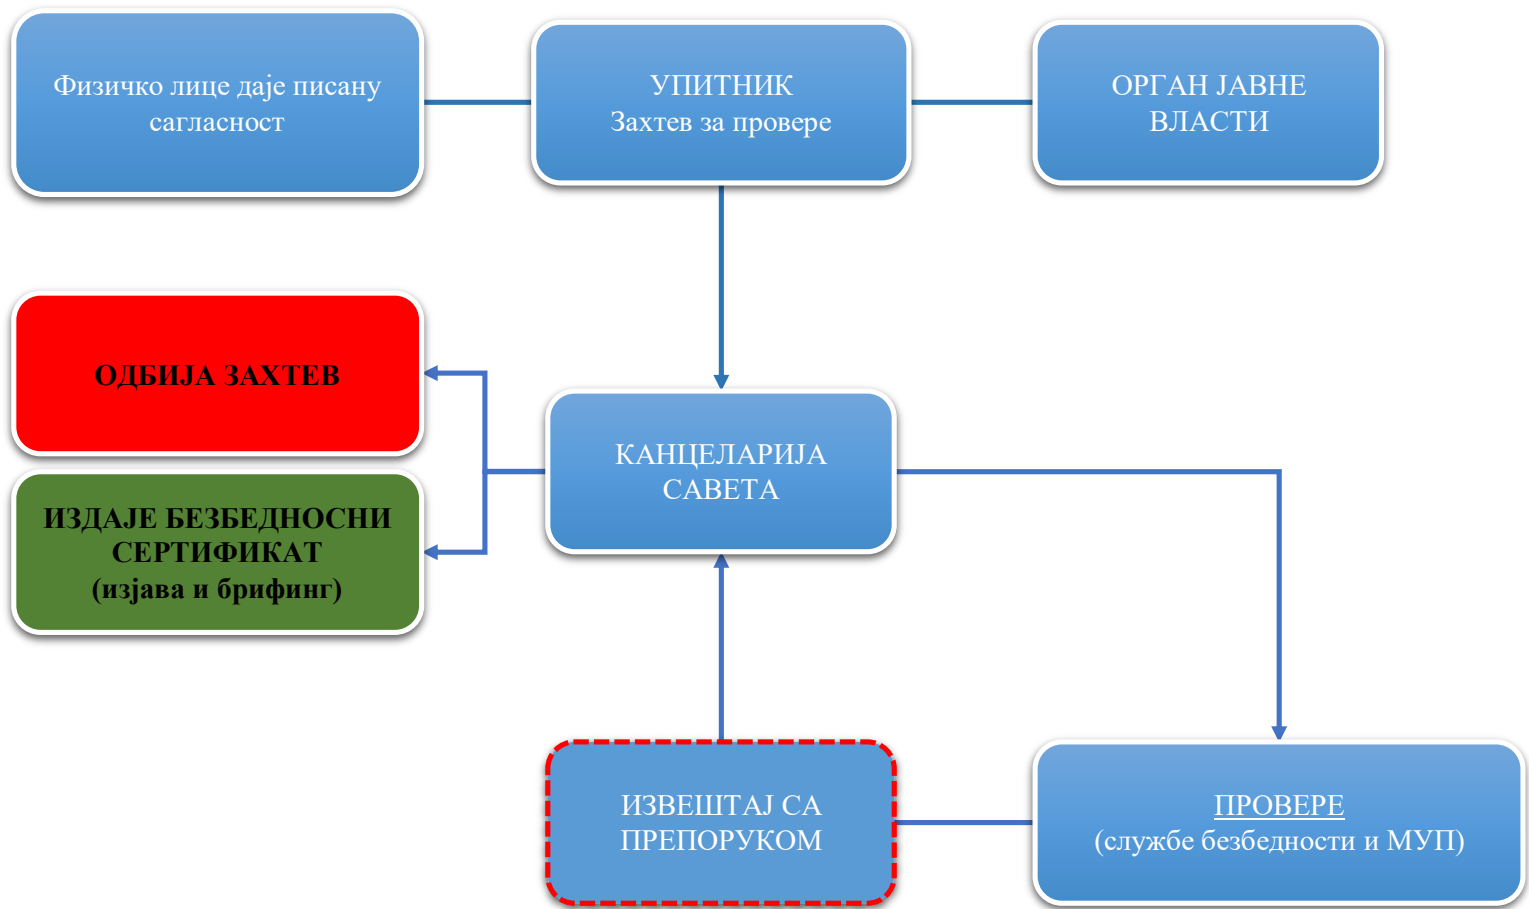 Физичко лице даје писану
сагласност
УПИТНИК
Захтев за провере
ОРГАН ЈАВНЕ
ВЛАСТИ
ОДБИЈА ЗАХТЕВ
КАНЦЕЛАРИЈА
САВЕТА
ИЗДАЈЕ БЕЗБЕДНОСНИ
СЕРТИФИКАТ
(изјава и брифинг)
ИЗВЕШТАЈ СА
ПРЕПОРУКОМ
ПРОВЕРЕ
(службе безбедности и МУП)